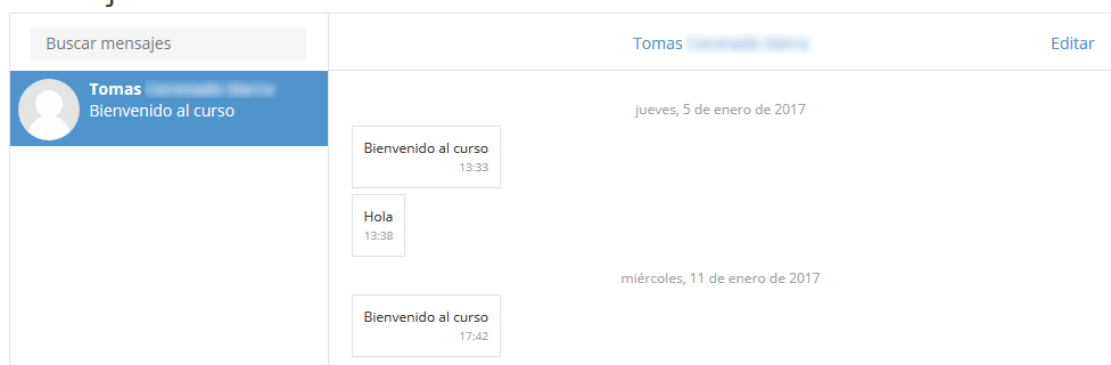 Buscar mensajes
Tomas
Editar
Tomas
Bienvenido al curso
jueves, 5 de enero de 2017
Bienvenido al curso
13:33
Hola
13:38
miércoles, 11 de enero de 2017
Bienvenido al curso
17:42